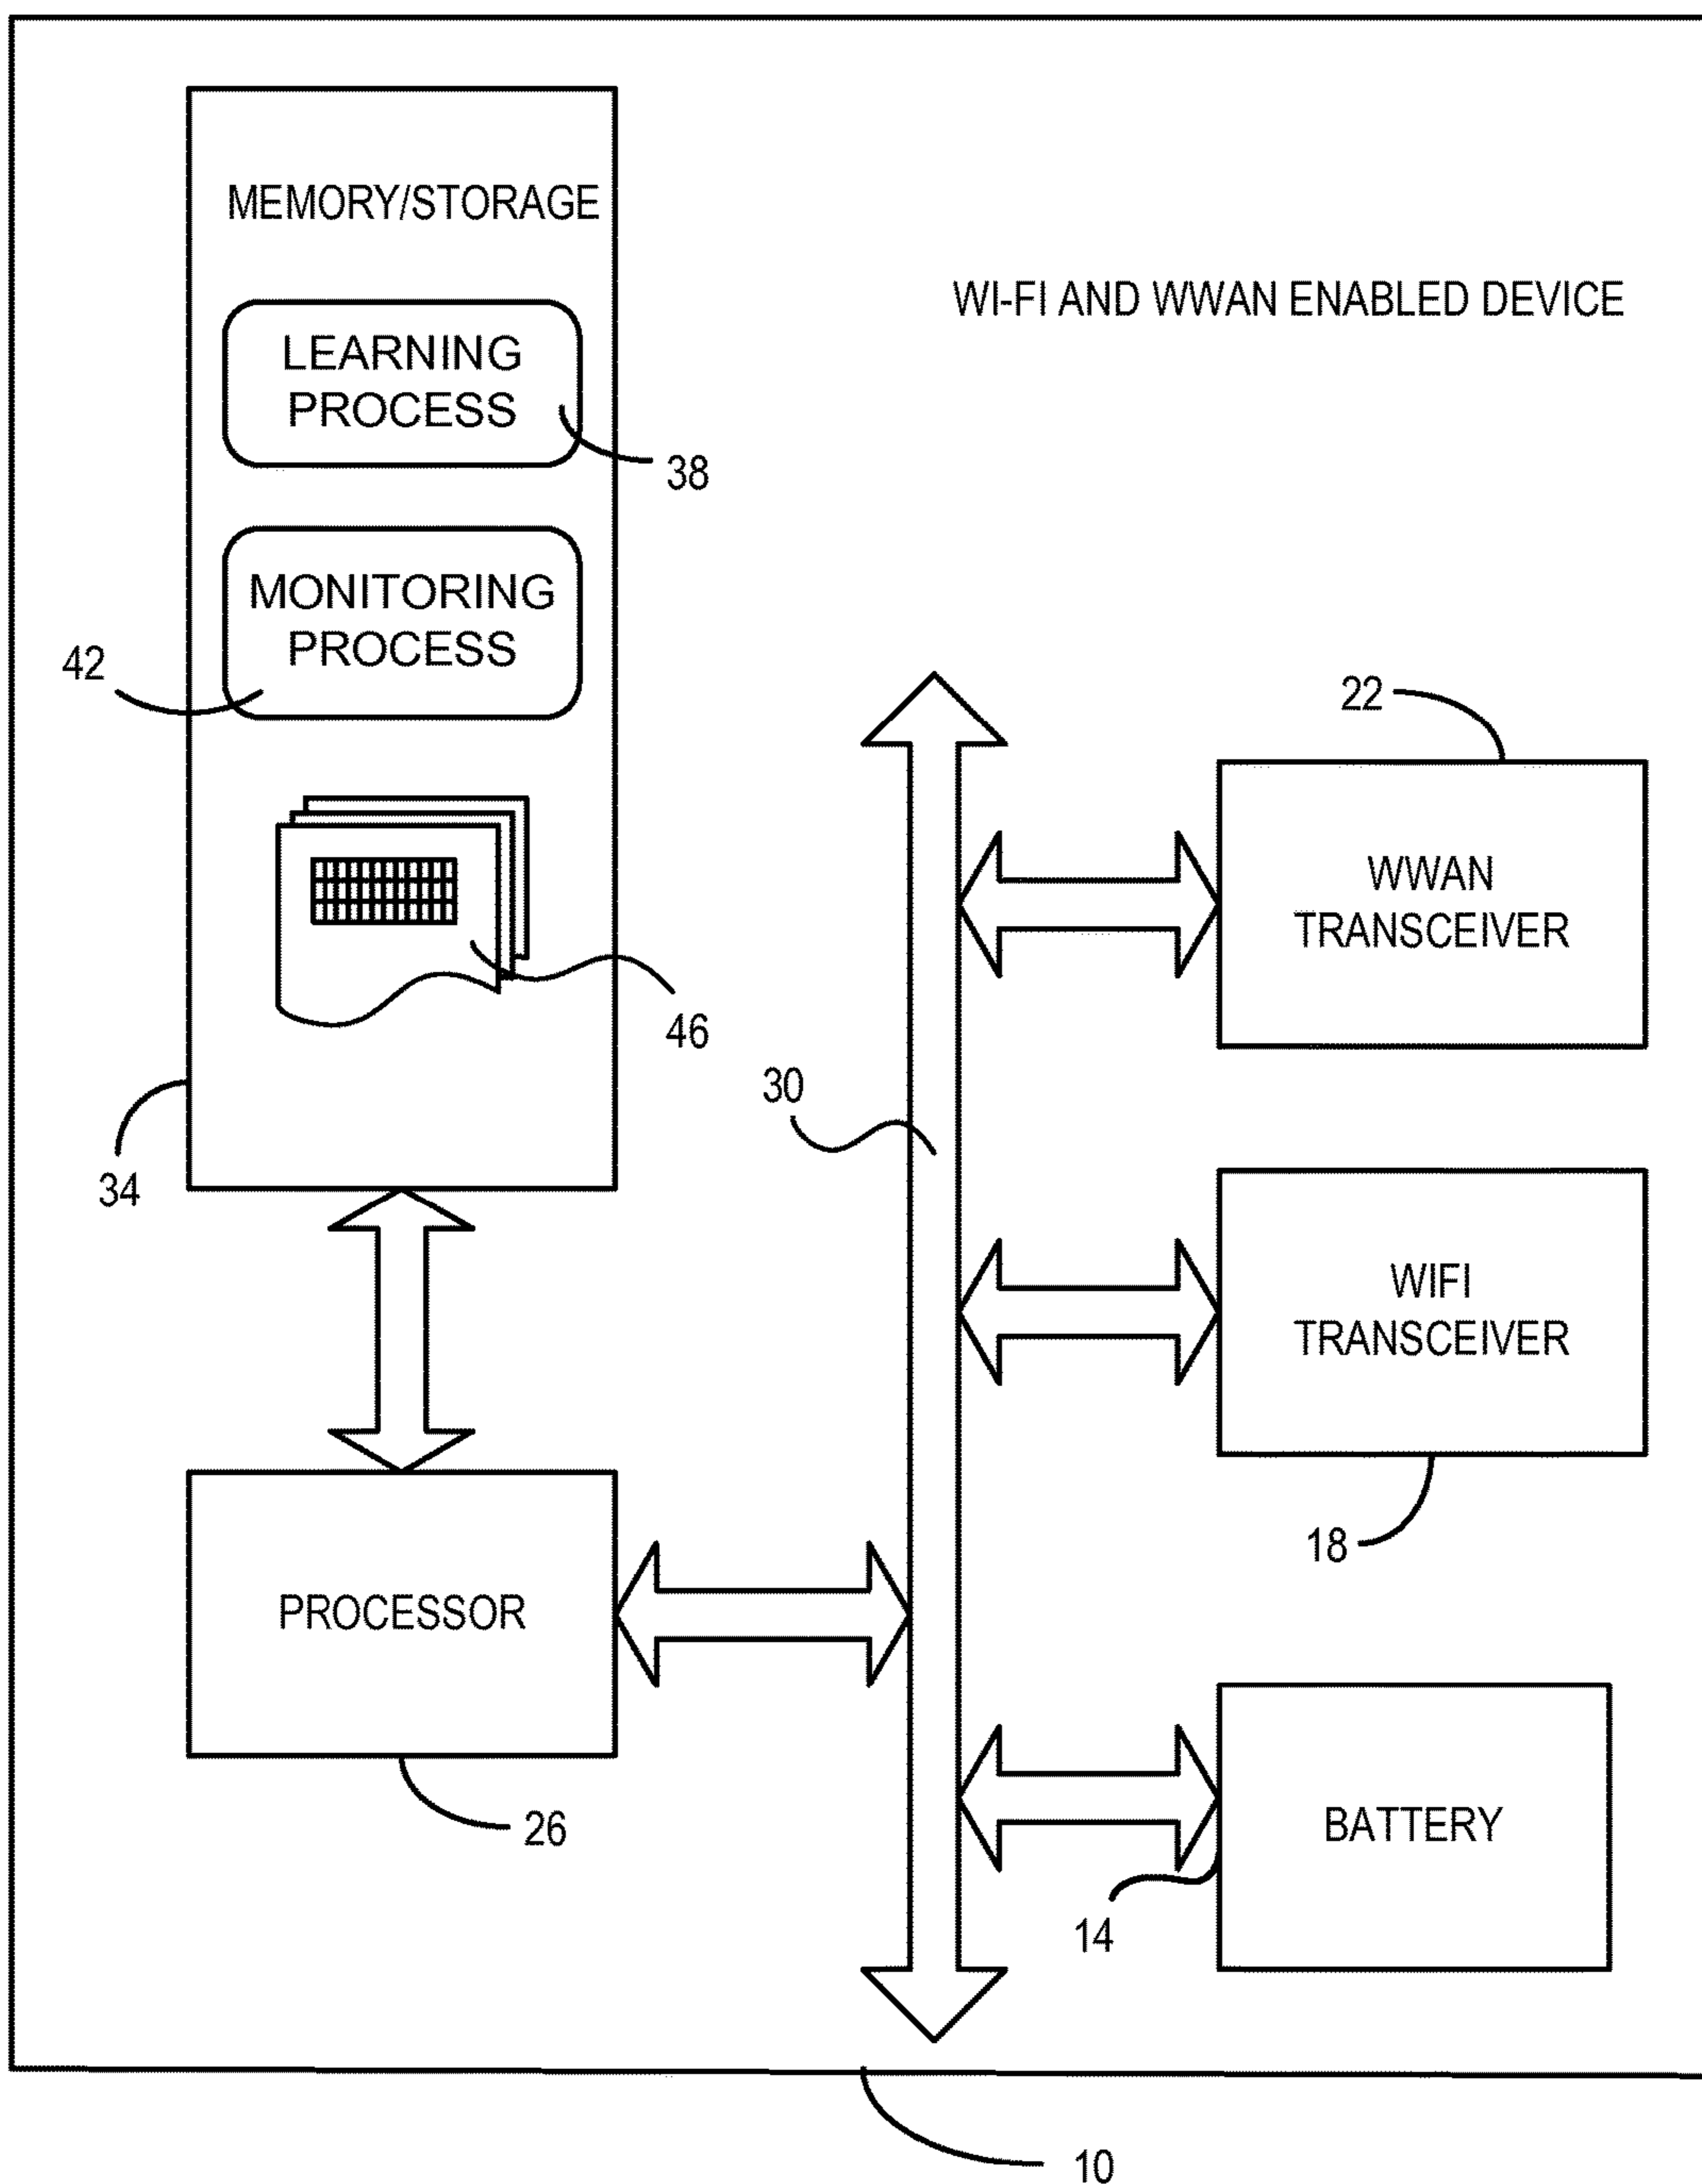 MEMORY/STORAGE
WI-FI AND WWAN ENABLED DEVICE
LEARNING
PROCESS
38
MONITORING
PROCESS
42
22
WWAN
TRANSCEIVER
46
30
34
WIFI
TRANSCEIVER
18
PROCESSOR
26
BATTERY
14
10